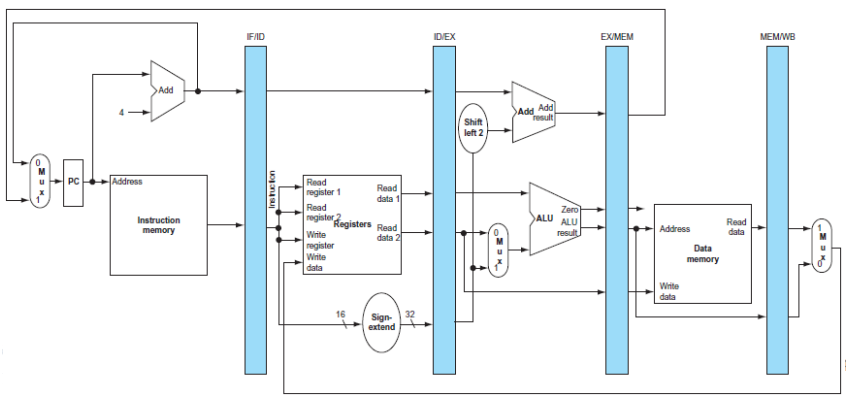 IF/ID
ID/EX
EX/MEM
MEM/WB
Add
4
Shift
left 2
Add
Add
result
0
M
u
x
1
PC
Address
Instruction
memory
Instruction
Read
register 1
Read
register 2
Write
register
Write
data
Registers
Read
data 1
Read
data 2
0
M
u
x
1
Zero
ALU
ALU
result
Address
Read
data
Data
memory
Write
data
1
M
u
x
0
16
Sign-
extend
32